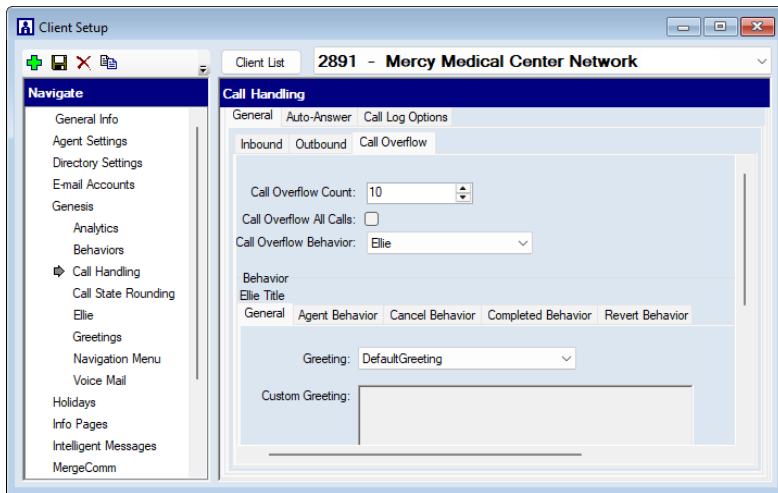 Client Setup
Client List 2891 - Mercy Medical Center Network
Navigate
General Info
Agent Settings
Directory Settings
E-mail Accounts
Genesis
Analytics
Behaviors
Call Handling
Call State Rounding
Ellie
Greetings
Navigation Menu
Voice Mail
Holidays
Info Pages
Intelligent Messages
MergeComm
Call Handling
General Auto-Answer Call Log Options
Inbound Outbound Call Overflow
Call Overflow Count: 10
Call Overflow All Calls:
Call Overflow Behavior: Ellie
Behavior
Ellie Title
General Agent Behavior Cancel Behavior Completed Behavior Revert Behavior
Greeting: DefaultGreeting
Custom Greeting: